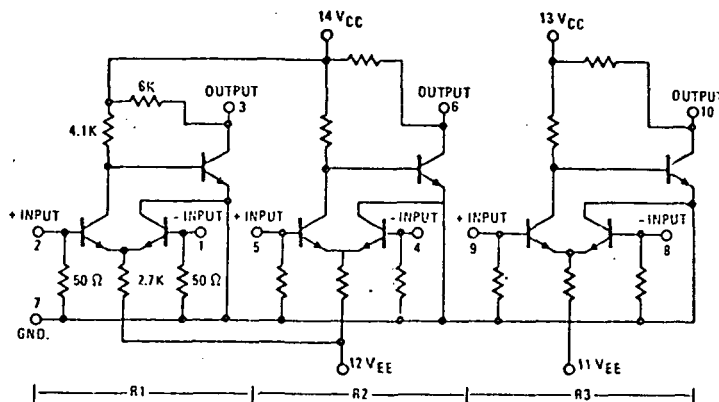 14 VCC
13 VCC
6K
OUTPUT
3
OUTPUT
6
OUTPUT
10
4.1K
+ INPUT
2
- INPUT
1
+ INPUT
5
- INPUT
4
+ INPUT
9
- INPUT
8
50 Ω
2.7K
50 Ω
7
GND.
12 VEE
11 VEE
R1
R2
R3